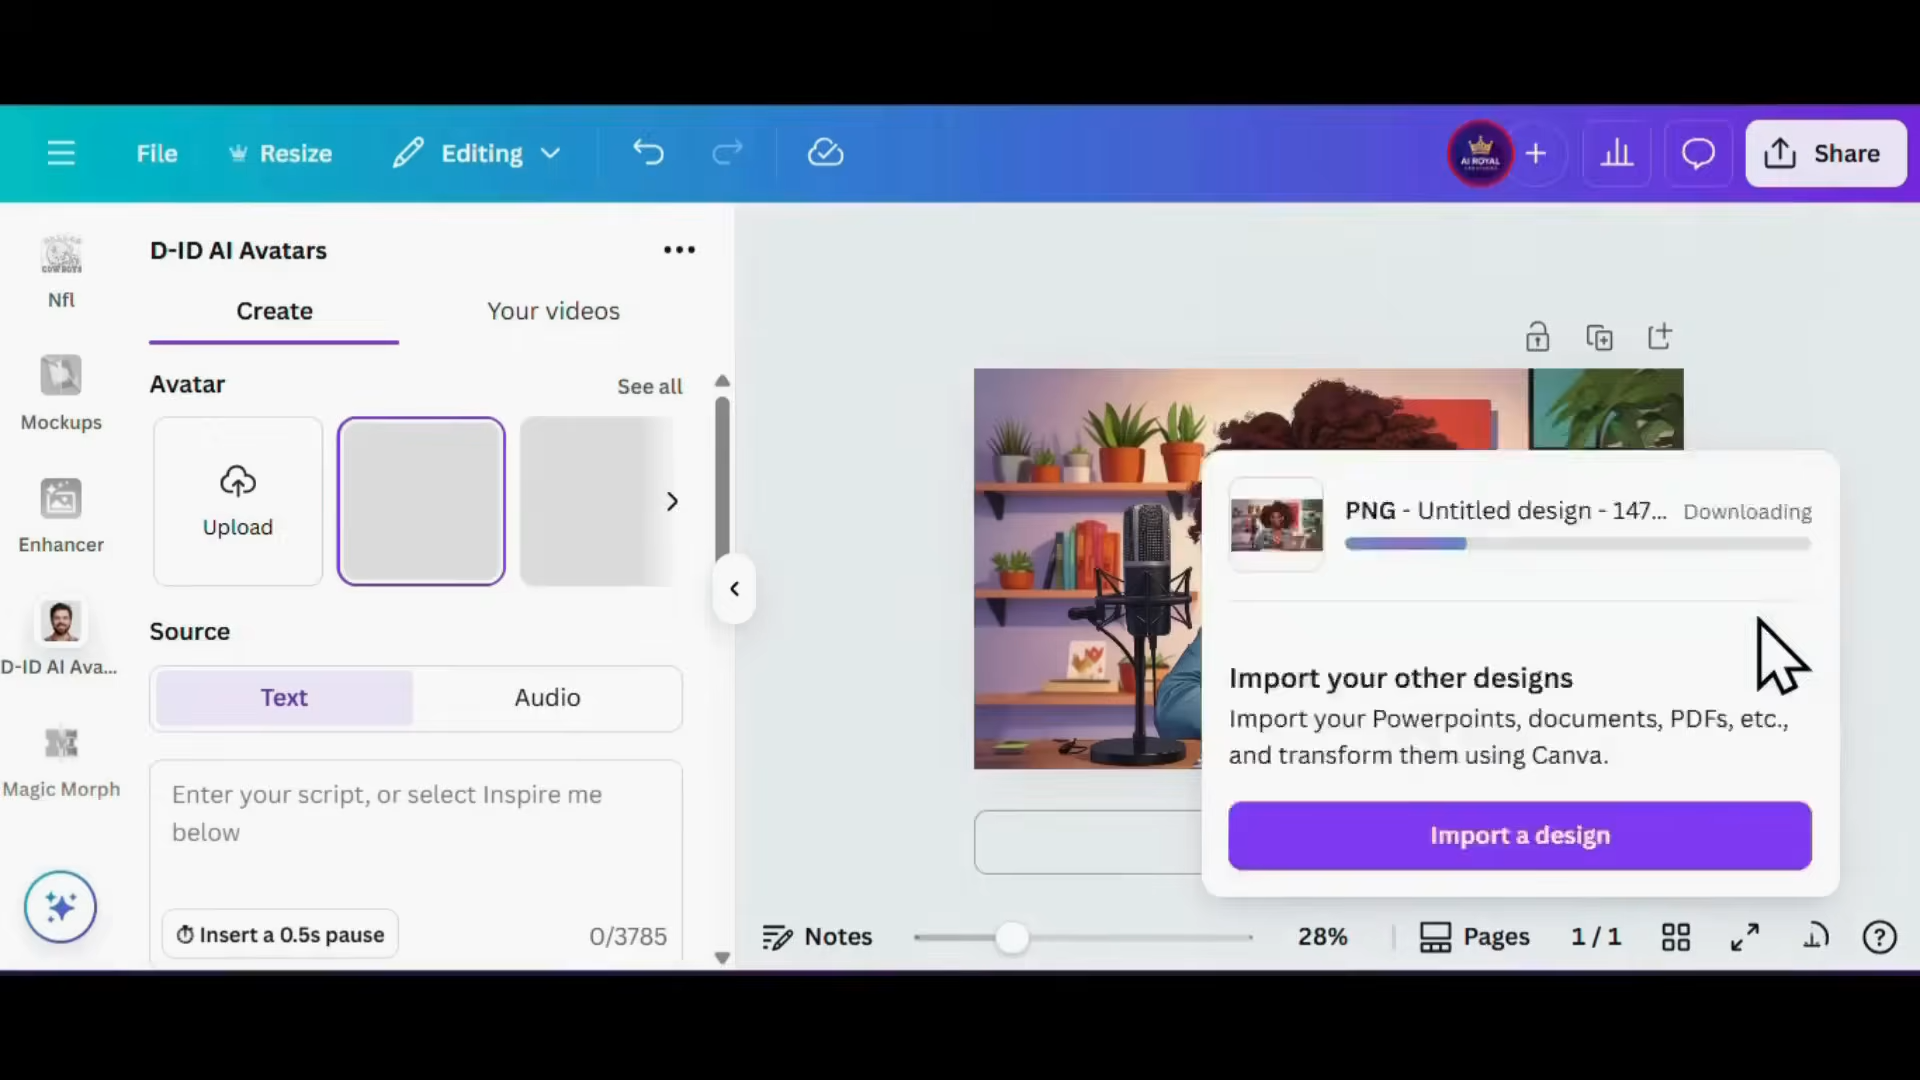 File
Resize
Editing
AI ROYAL
Share
Nfl
Mockups
Enhancer
D-ID AI Ava...
Magic Morph
D-ID AI Avatars
Create
Your videos
Avatar
See all
Upload
Source
Text
Audio
Enter your script, or select Inspire me
below
Insert a 0.5s pause
0/3785
PNG - Untitled design - 147...
Downloading
Import your other designs
Import your Powerpoints, documents, PDFs, etc.,
and transform them using Canva.
Import a design
Notes
28%
Pages
1 / 1